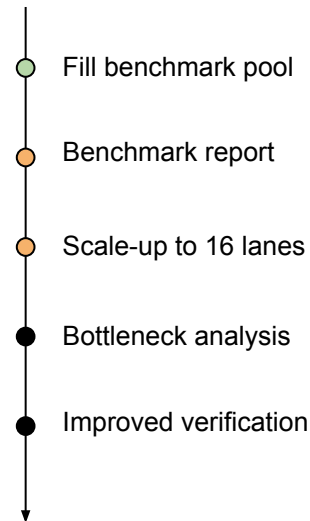 Fill benchmark pool
Benchmark report
Scale-up to 16 lanes
Bottleneck analysis
Improved verification